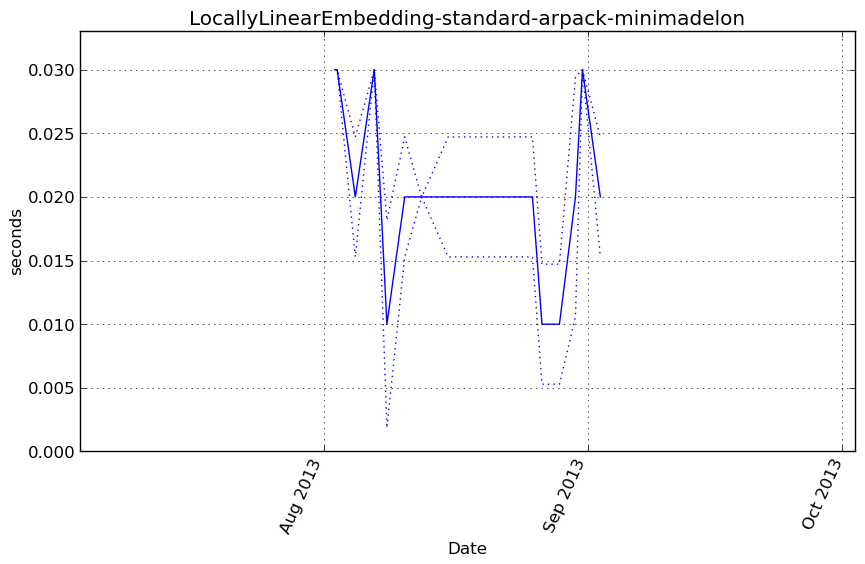 LocallyLinearEmbedding-standard-arpack-minimadelon
0.030
0.025
0.020
0.015
0.010
0.005
0.000
seconds
Aug 2013
Sep 2013
Oct 2013
Date